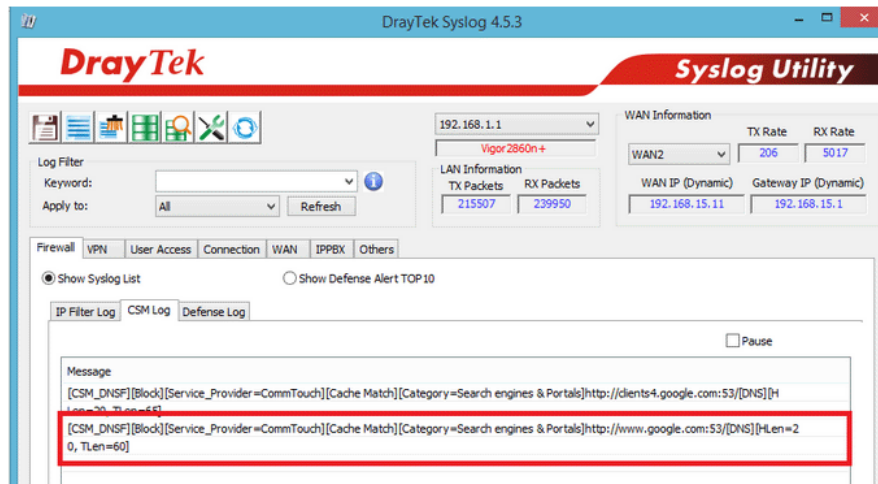 DrayTek Syslog 4.5.3
DrayTek
Syslog Utility
192.168.1.1
Vigor2860n+
WAN Information
TX Rate RX Rate
WAN2 206 5017
Log Filter
Keyword:
Apply to: All Refresh
LAN Information
TX Packets RX Packets
215507 239950
WAN IP (Dynamic) Gateway IP (Dynamic)
192.168.15.11 192.168.15.1
Firewall VPN User Access Connection WAN IPPBX Others
Show Syslog List Show Defense Alert TOP10
IP Filter Log CSM Log Defense Log
Pause
Message
[CSM_DNSF][Block][Service_Provider=CommTouch][Cache Match][Category=Search engines & Portals]http://clients4.google.com:53/[DNS][H
Len=20, TLen=65]
[CSM_DNSF][Block][Service_Provider=CommTouch][Cache Match][Category=Search engines & Portals]http://www.google.com:53/[DNS][HLen=2
0, TLen=60]